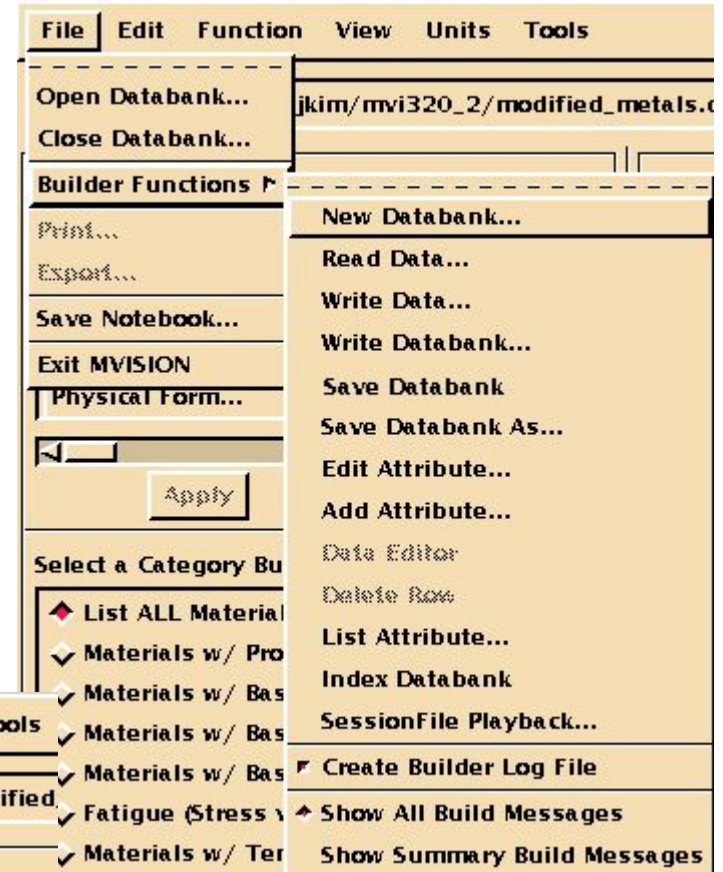 File Edit Function View Units Tools
Open Databank...
jkim/mvi320_2/modified_metals.
Close Databank...
Builder Functions
Print...
Export...
Save Notebook...
Exit MVISION
Physical Form...
Apply
New Databank...
Read Data...
Write Data...
Write Databank...
Save Databank
Save Databank As...
Edit Attribute...
Add Attribute...
Data Editor
Delete Row
List Attribute...
Index Databank
SessionFile Playback...
Create Builder Log File
Show All Build Messages
Show Summary Build Messages
Select a Category Bu
List ALL Material
Materials w/ Pro
Materials w/ Bas
Materials w/ Bas
Materials w/ Bas
Fatigue (Stress v
Materials w/ Ter
ools
ified